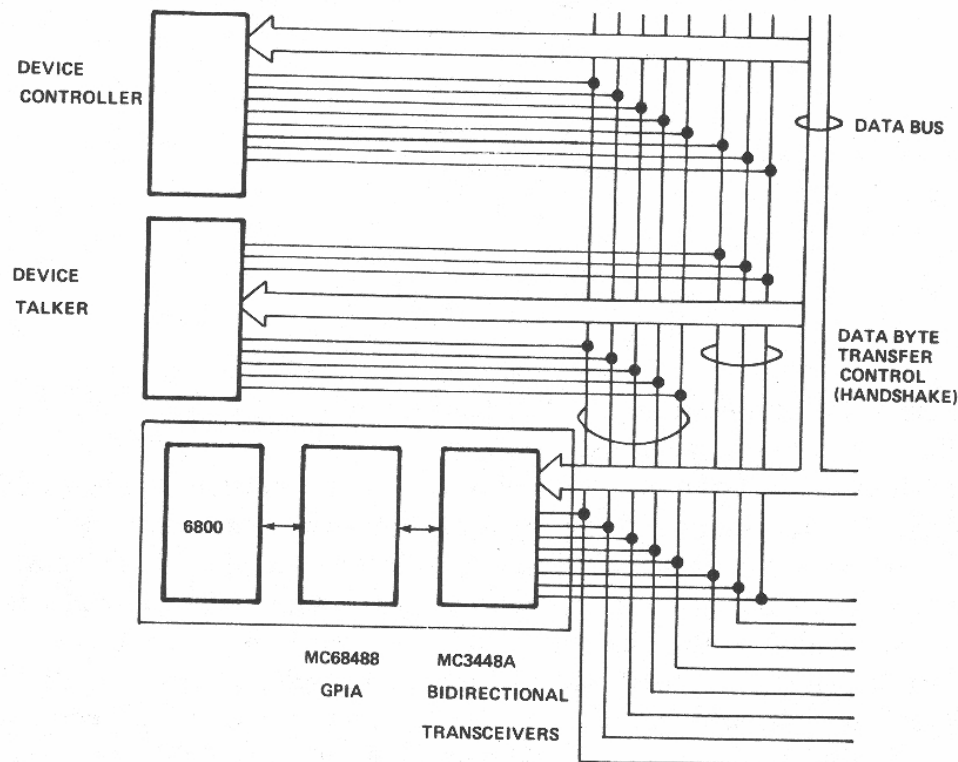 DEVICE
CONTROLLER
DATA BUS
DEVICE
TALKER
DATA BYTE
TRANSFER
CONTROL
(HANDSHAKE)
6800
MC68488
GPIA
MC3448A
BIDIRECTIONAL
TRANSCEIVERS